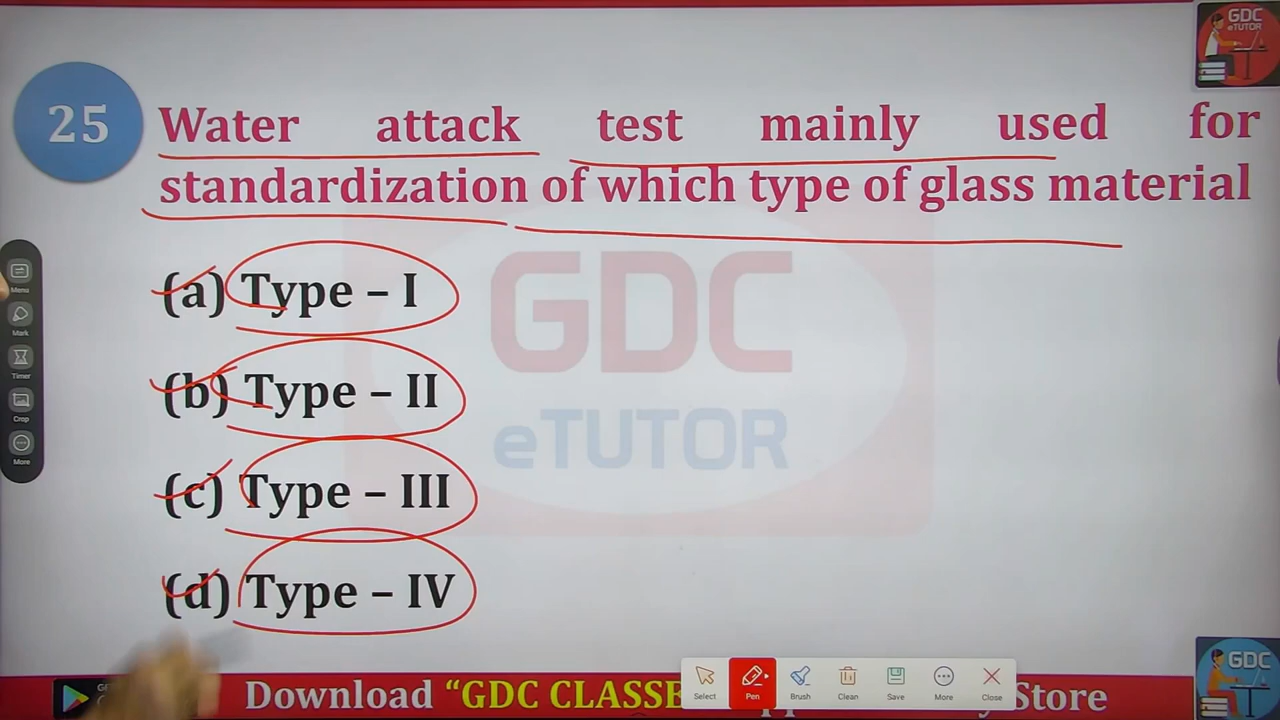 GDC
eTUTOR
25
Water attack test mainly used for
standardization of which type of glass material
(a) Type – I
(b) Type – II
(c) Type – III
(d) Type – IV
GDC
eTUTOR
Menu
Mark
Timer
Crop
More
Select
Pen
Brush
Clean
Save
More
Close
Download “GDC CLASSE
Store
GDC